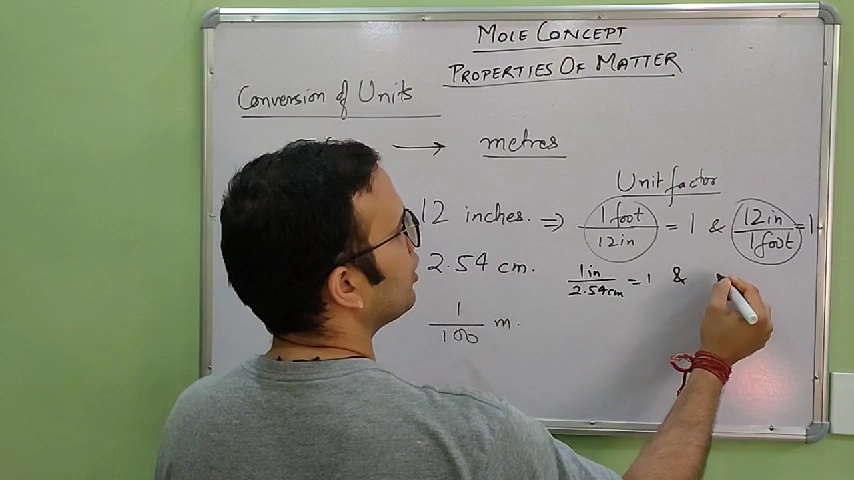 MOLE CONCEPT
PROPERTIES OF MATTER
Conversion of Units
→ metres
Unit factor
12 inches. ⇒ 1 foot / 12 in = 1 & 12 in / 1 foot = 1
2.54 cm. 1 in / 2.54 cm = 1 &
1 / 100 m.